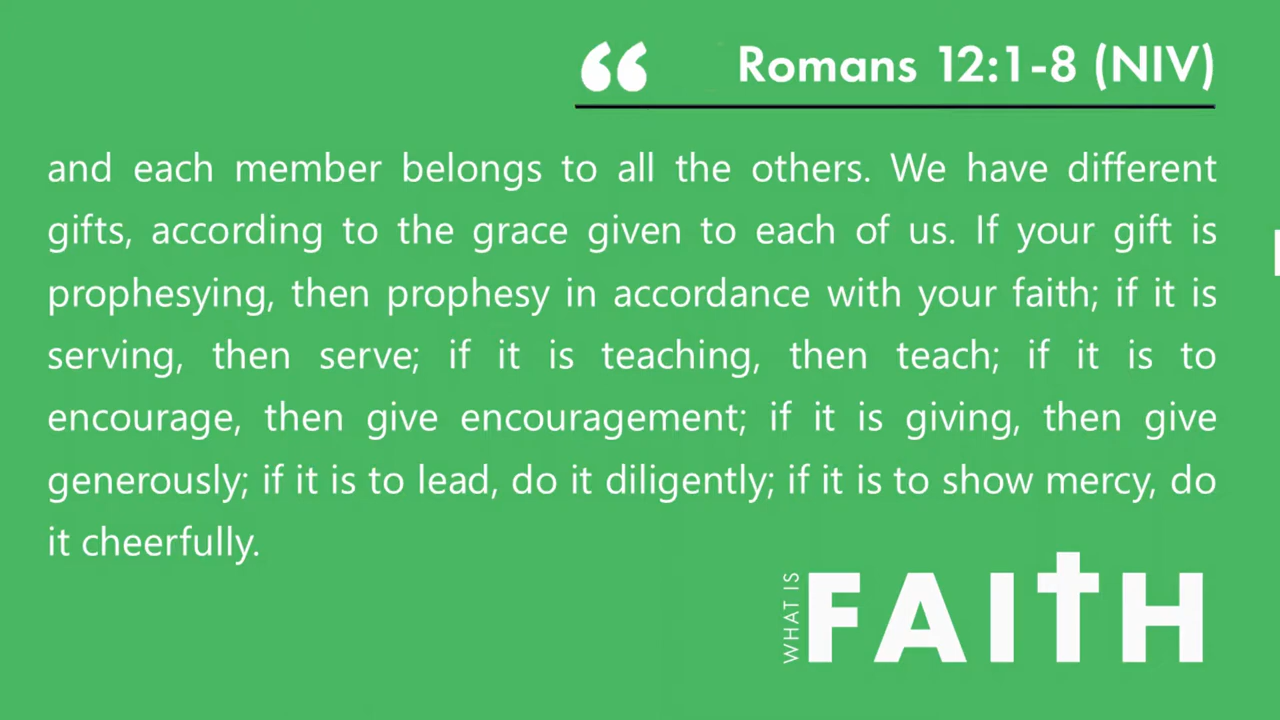 “ Romans 12:1-8 (NIV)
and each member belongs to all the others. We have different
gifts, according to the grace given to each of us. If your gift is
prophesying, then prophesy in accordance with your faith; if it is
serving, then serve; if it is teaching, then teach; if it is to
encourage, then give encouragement; if it is giving, then give
generously; if it is to lead, do it diligently; if it is to show mercy, do
it cheerfully.
WHAT IS
FAITH